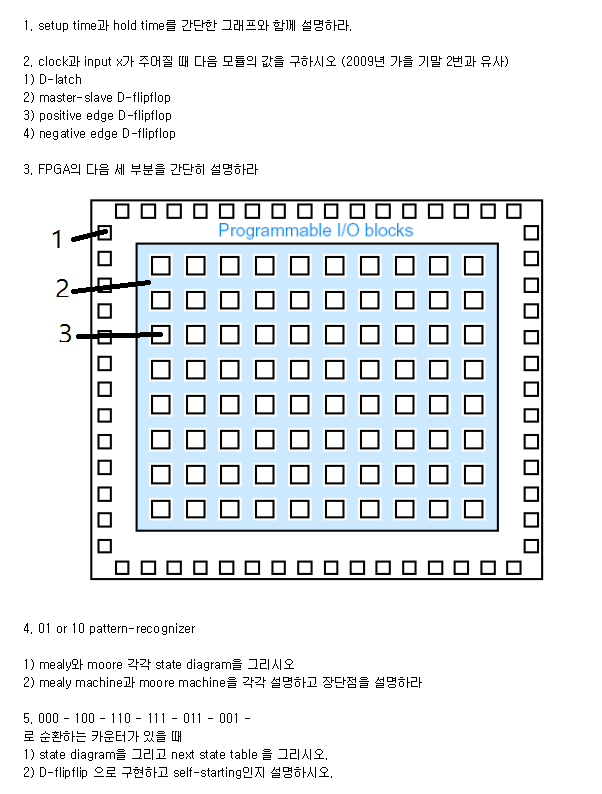 1. setup time과 hold time를 간단한 그래프와 함께 설명하라.
2. clock과 input x가 주어질 때 다음 모듈의 값을 구하시오 (2009년 가을 기말 2번과 유사)
1) D-latch
2) master-slave D-flipflop
3) positive edge D-flipflop
4) negative edge D-flipflop
3. FPGA의 다음 세 부분을 간단히 설명하라
Programmable I/O blocks
1
2
3
4. 01 or 10 pattern-recognizer
1) mealy와 moore 각각 state diagram을 그리시오
2) mealy machine과 moore machine을 각각 설명하고 장단점을 설명하라
5. 000 - 100 - 110 - 111 - 011 - 001 -
로 순환하는 카운터가 있을 때
1) state diagram을 그리고 next state table 을 그리시오.
2) D-flipflip 으로 구현하고 self-starting인지 설명하시오.